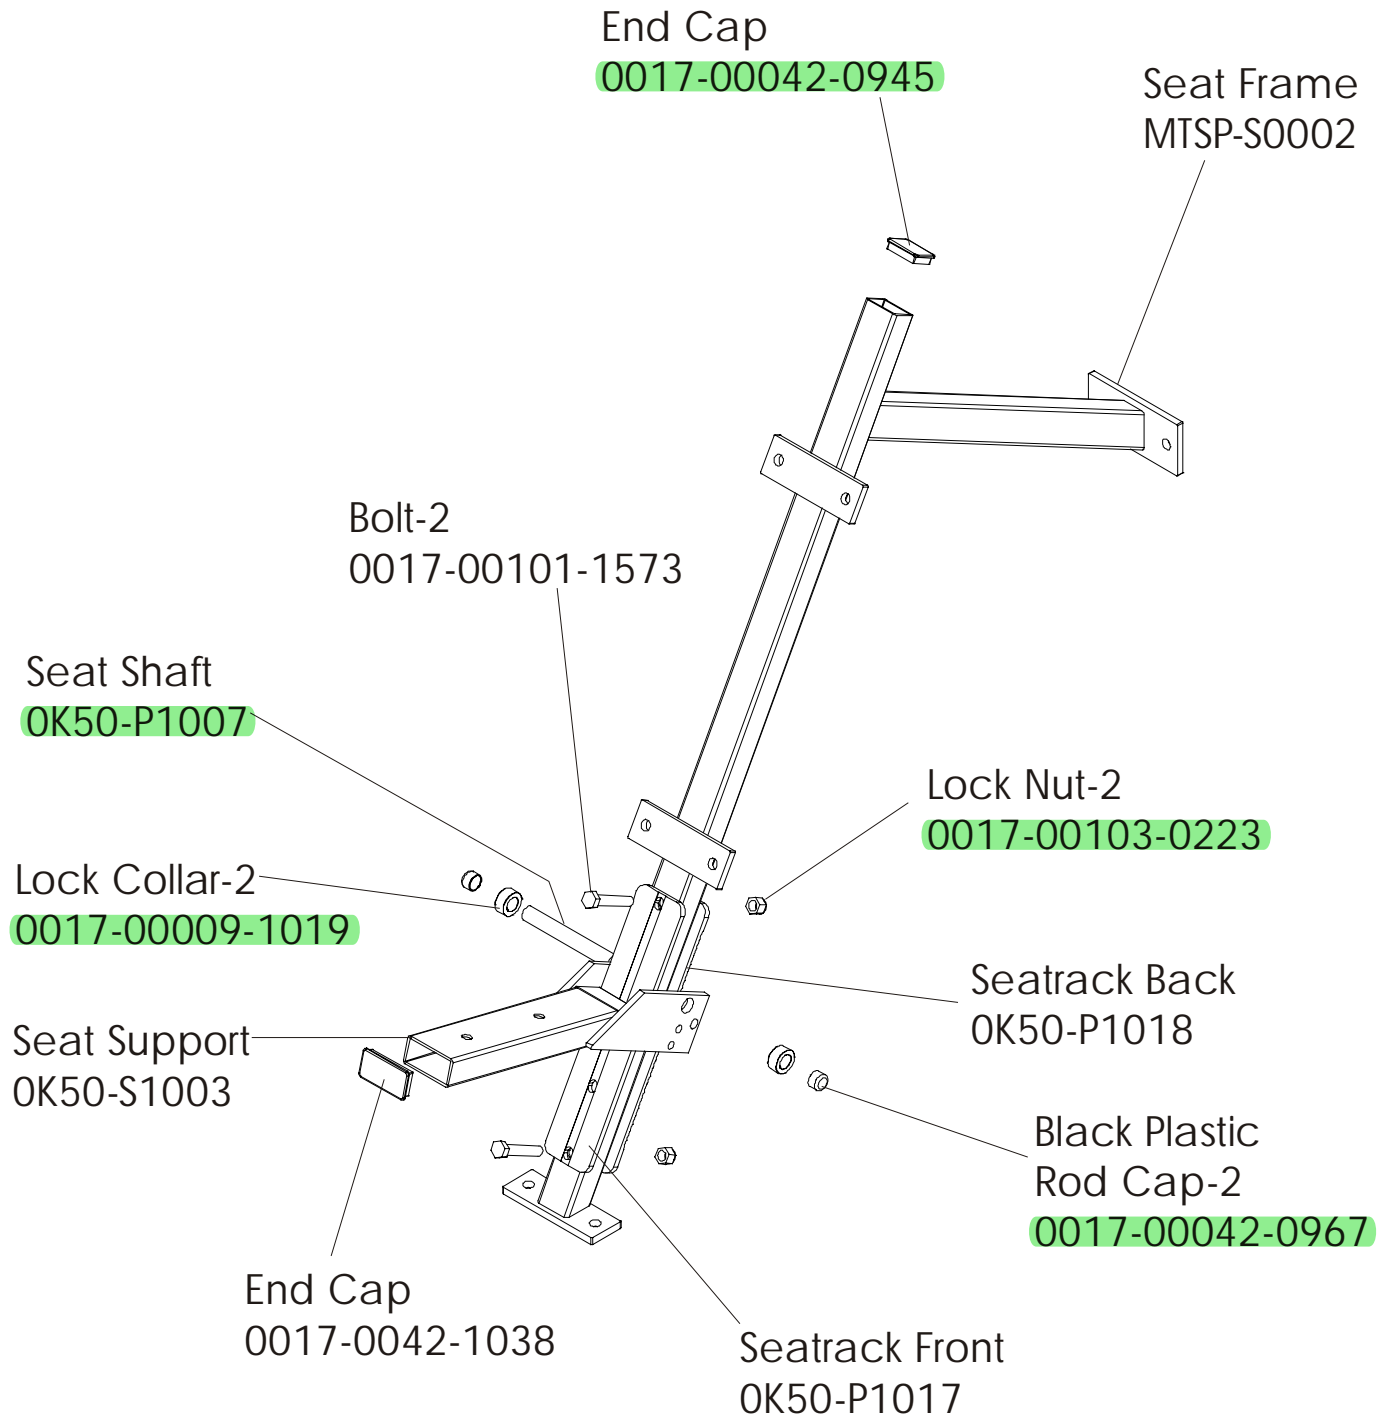 End Cap
0017-00042-0945
Seat Frame
MTSP-S0002
Bolt-2
0017-00101-1573
Seat Shaft
0K50-P1007
Lock Nut-2
0017-00103-0223
Lock Collar-2
0017-00009-1019
Seatrack Back
0K50-P1018
Seat Support
0K50-S1003
Black Plastic
Rod Cap-2
0017-00042-0967
End Cap
0017-0042-1038
Seatrack Front
0K50-P1017